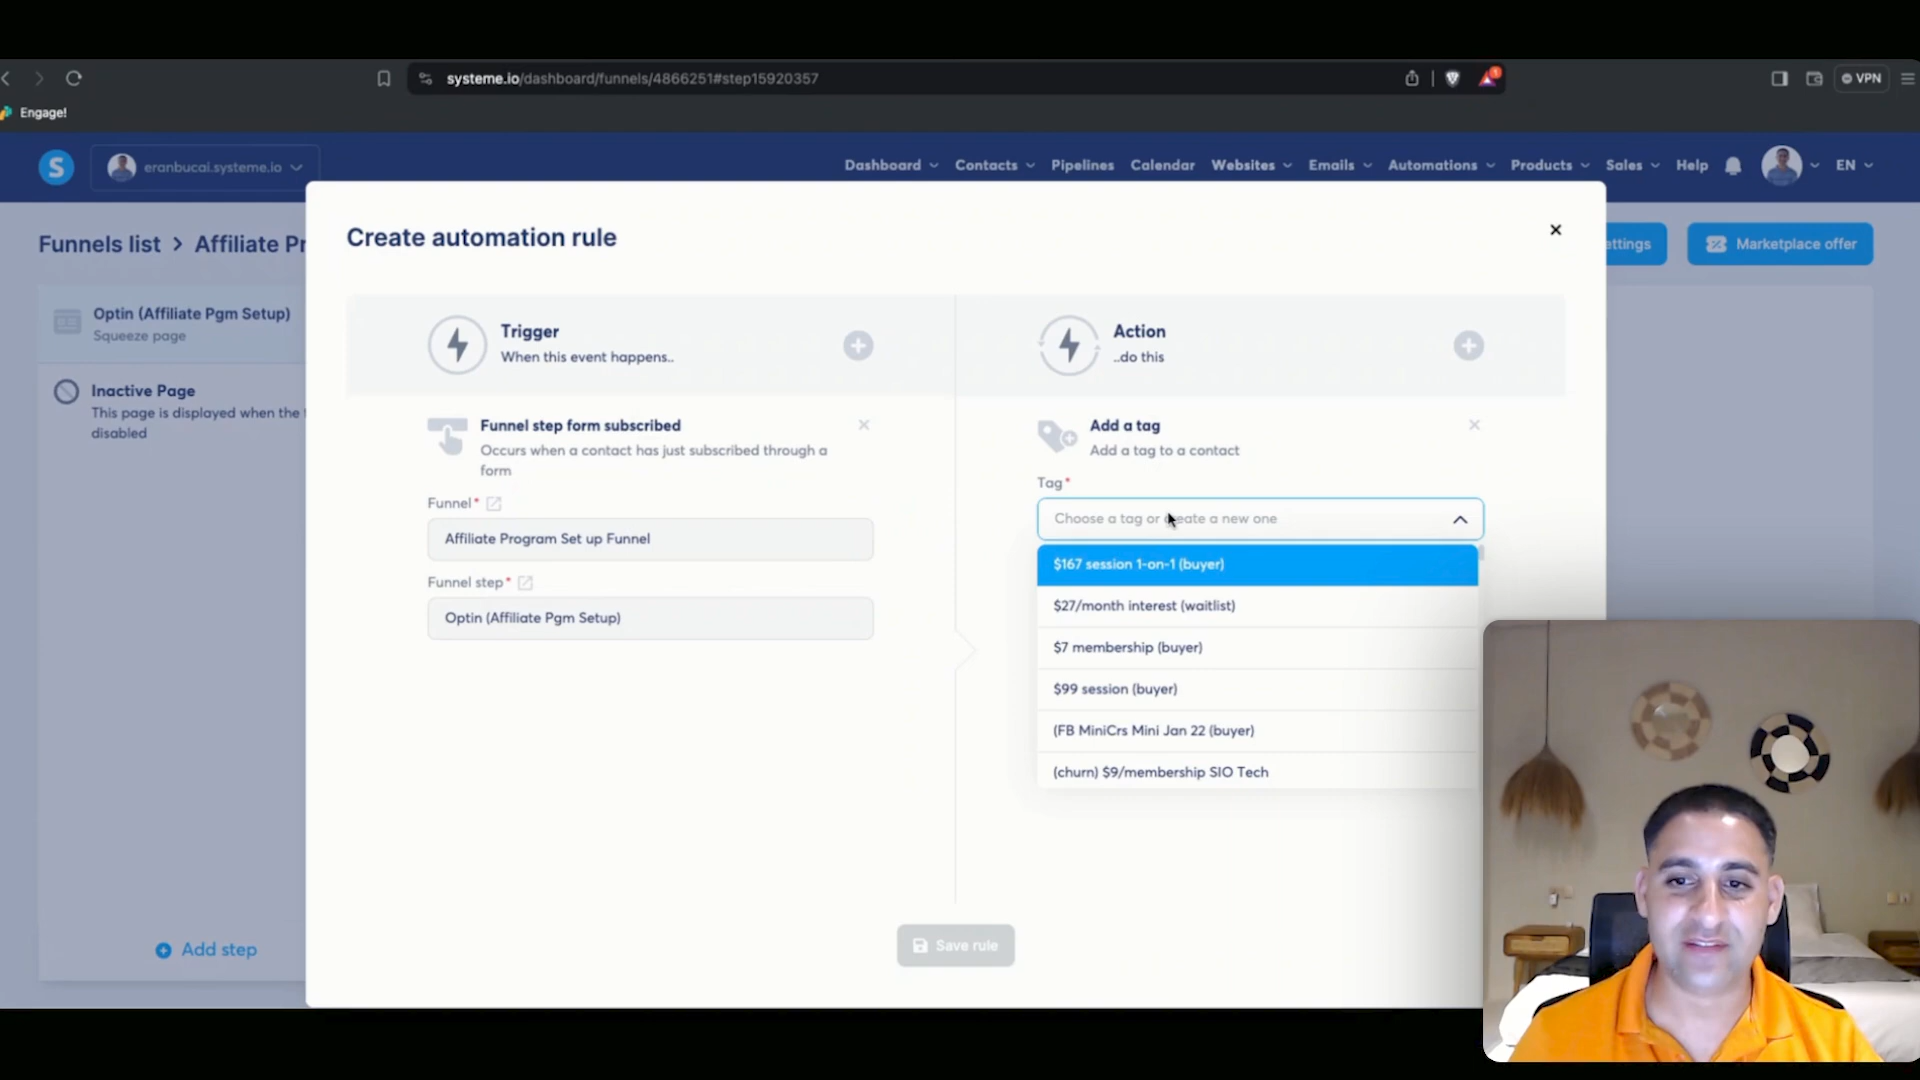 systeme.io/dashboard/funnels/4866251#step15920357
1
VPN
Engage!
S
eranbucai.systeme.io
Dashboard
Contacts
Pipelines
Calendar
Websites
Emails
Automations
Products
Sales
Help
EN
Funnels list > Affiliate Pr
ettings
Marketplace offer
Optin (Affiliate Pgm Setup)
Squeeze page
Inactive Page
This page is displayed when the
disabled
Add step
Create automation rule
Trigger
When this event happens..
Action
..do this
Funnel step form subscribed
Occurs when a contact has just subscribed through a
form
Funnel*
Affiliate Program Set up Funnel
Funnel step*
Optin (Affiliate Pgm Setup)
Add a tag
Add a tag to a contact
Tag*
Choose a tag or create a new one
$167 session 1-on-1 (buyer)
$27/month interest (waitlist)
$7 membership (buyer)
$99 session (buyer)
(FB MiniCrs Mini Jan 22 (buyer)
(churn) $9/membership SIO Tech
Save rule